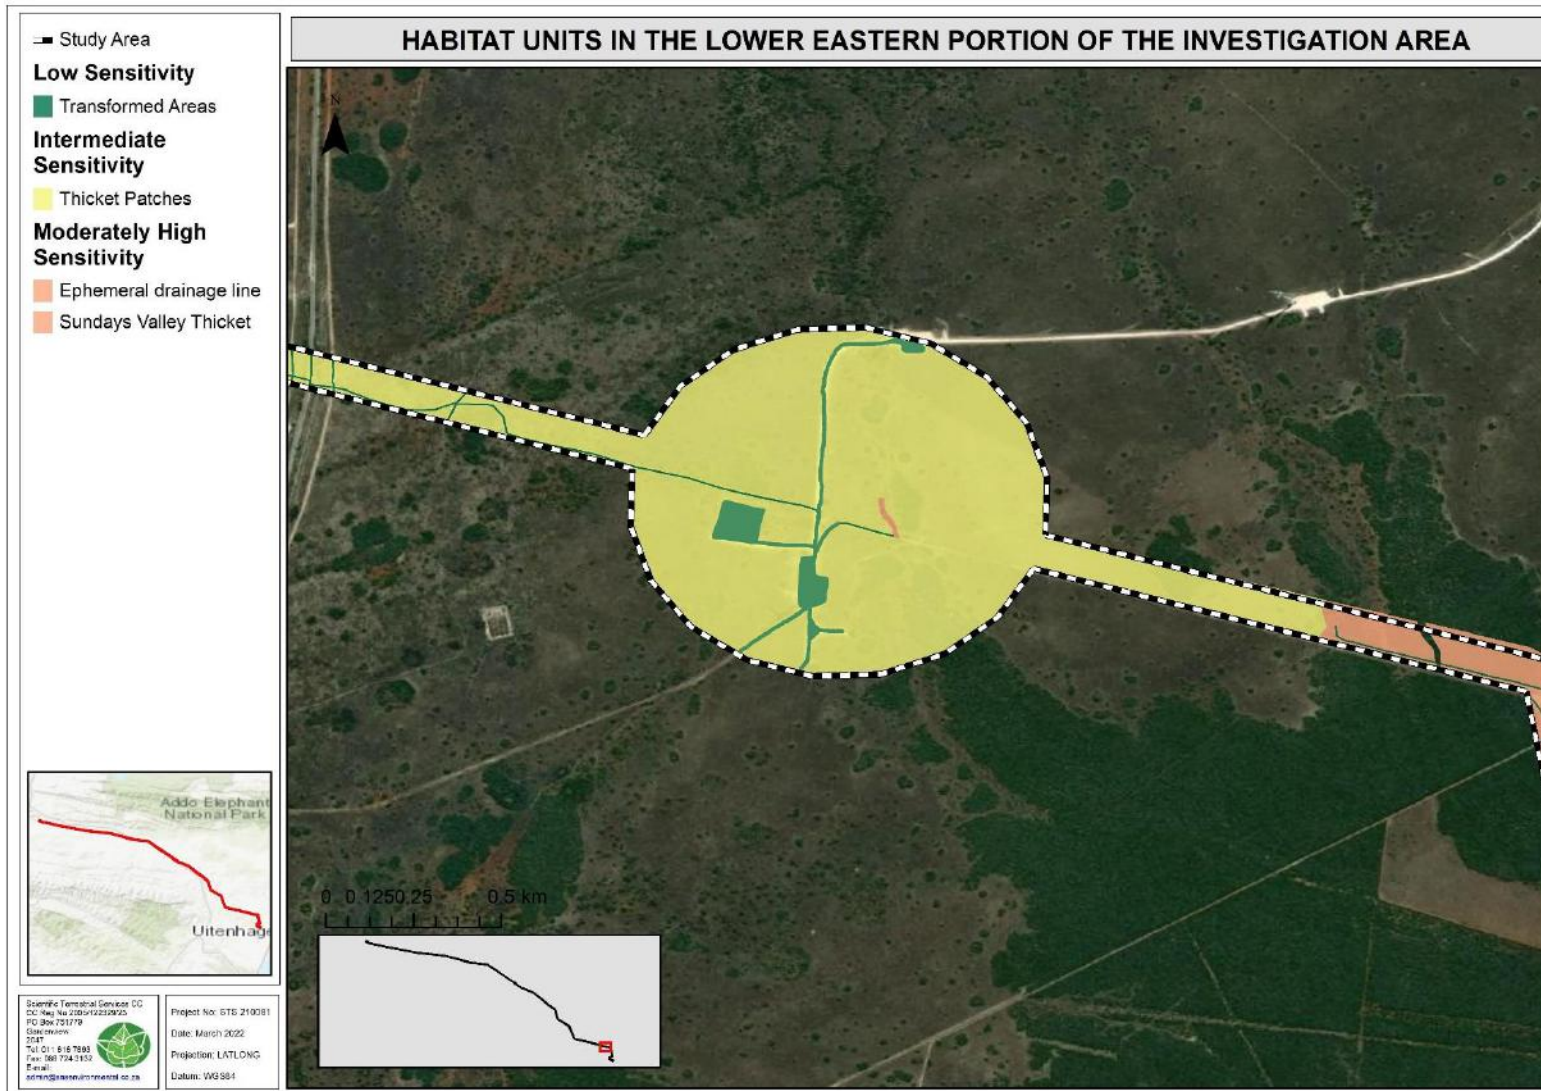 HABITAT UNITS IN THE LOWER EASTERN PORTION OF THE INVESTIGATION AREA
Study Area
Low Sensitivity
Transformed Areas
Intermediate
Sensitivity
Thicket Patches
Moderately High
Sensitivity
Ephemeral drainage line
Sundays Valley Thicket
N
0 0.1250.25 0.5 km
Addo Elephant
National Park
Uitenhage
Scientific Terrestrial Services CC
PO Box 751779
Gardenview
2047
Project No: STS 210081
Date: March 2022
Projection: LATLONG
Datum: WGS84